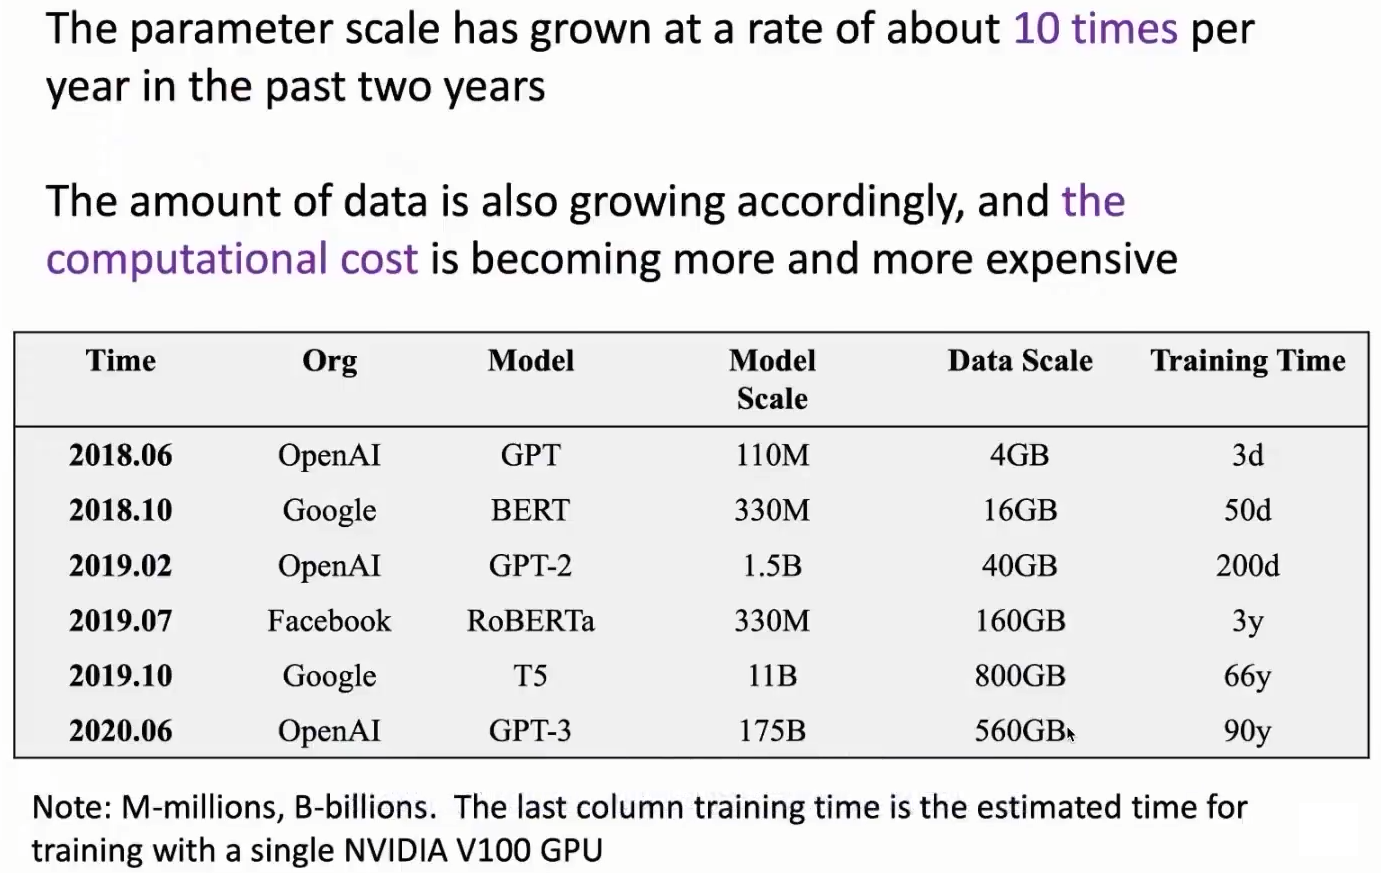 The parameter scale has grown at a rate of about 10 times per
year in the past two years
The amount of data is also growing accordingly, and the
computational cost is becoming more and more expensive
Time Org Model Model Scale Data Scale Training Time
2018.06 OpenAI GPT 110M 4GB 3d
2018.10 Google BERT 330M 16GB 50d
2019.02 OpenAI GPT-2 1.5B 40GB 200d
2019.07 Facebook RoBERTa 330M 160GB 3y
2019.10 Google T5 11B 800GB 66y
2020.06 OpenAI GPT-3 175B 560GB 90y
Note: M-millions, B-billions. The last column training time is the estimated time for
training with a single NVIDIA V100 GPU